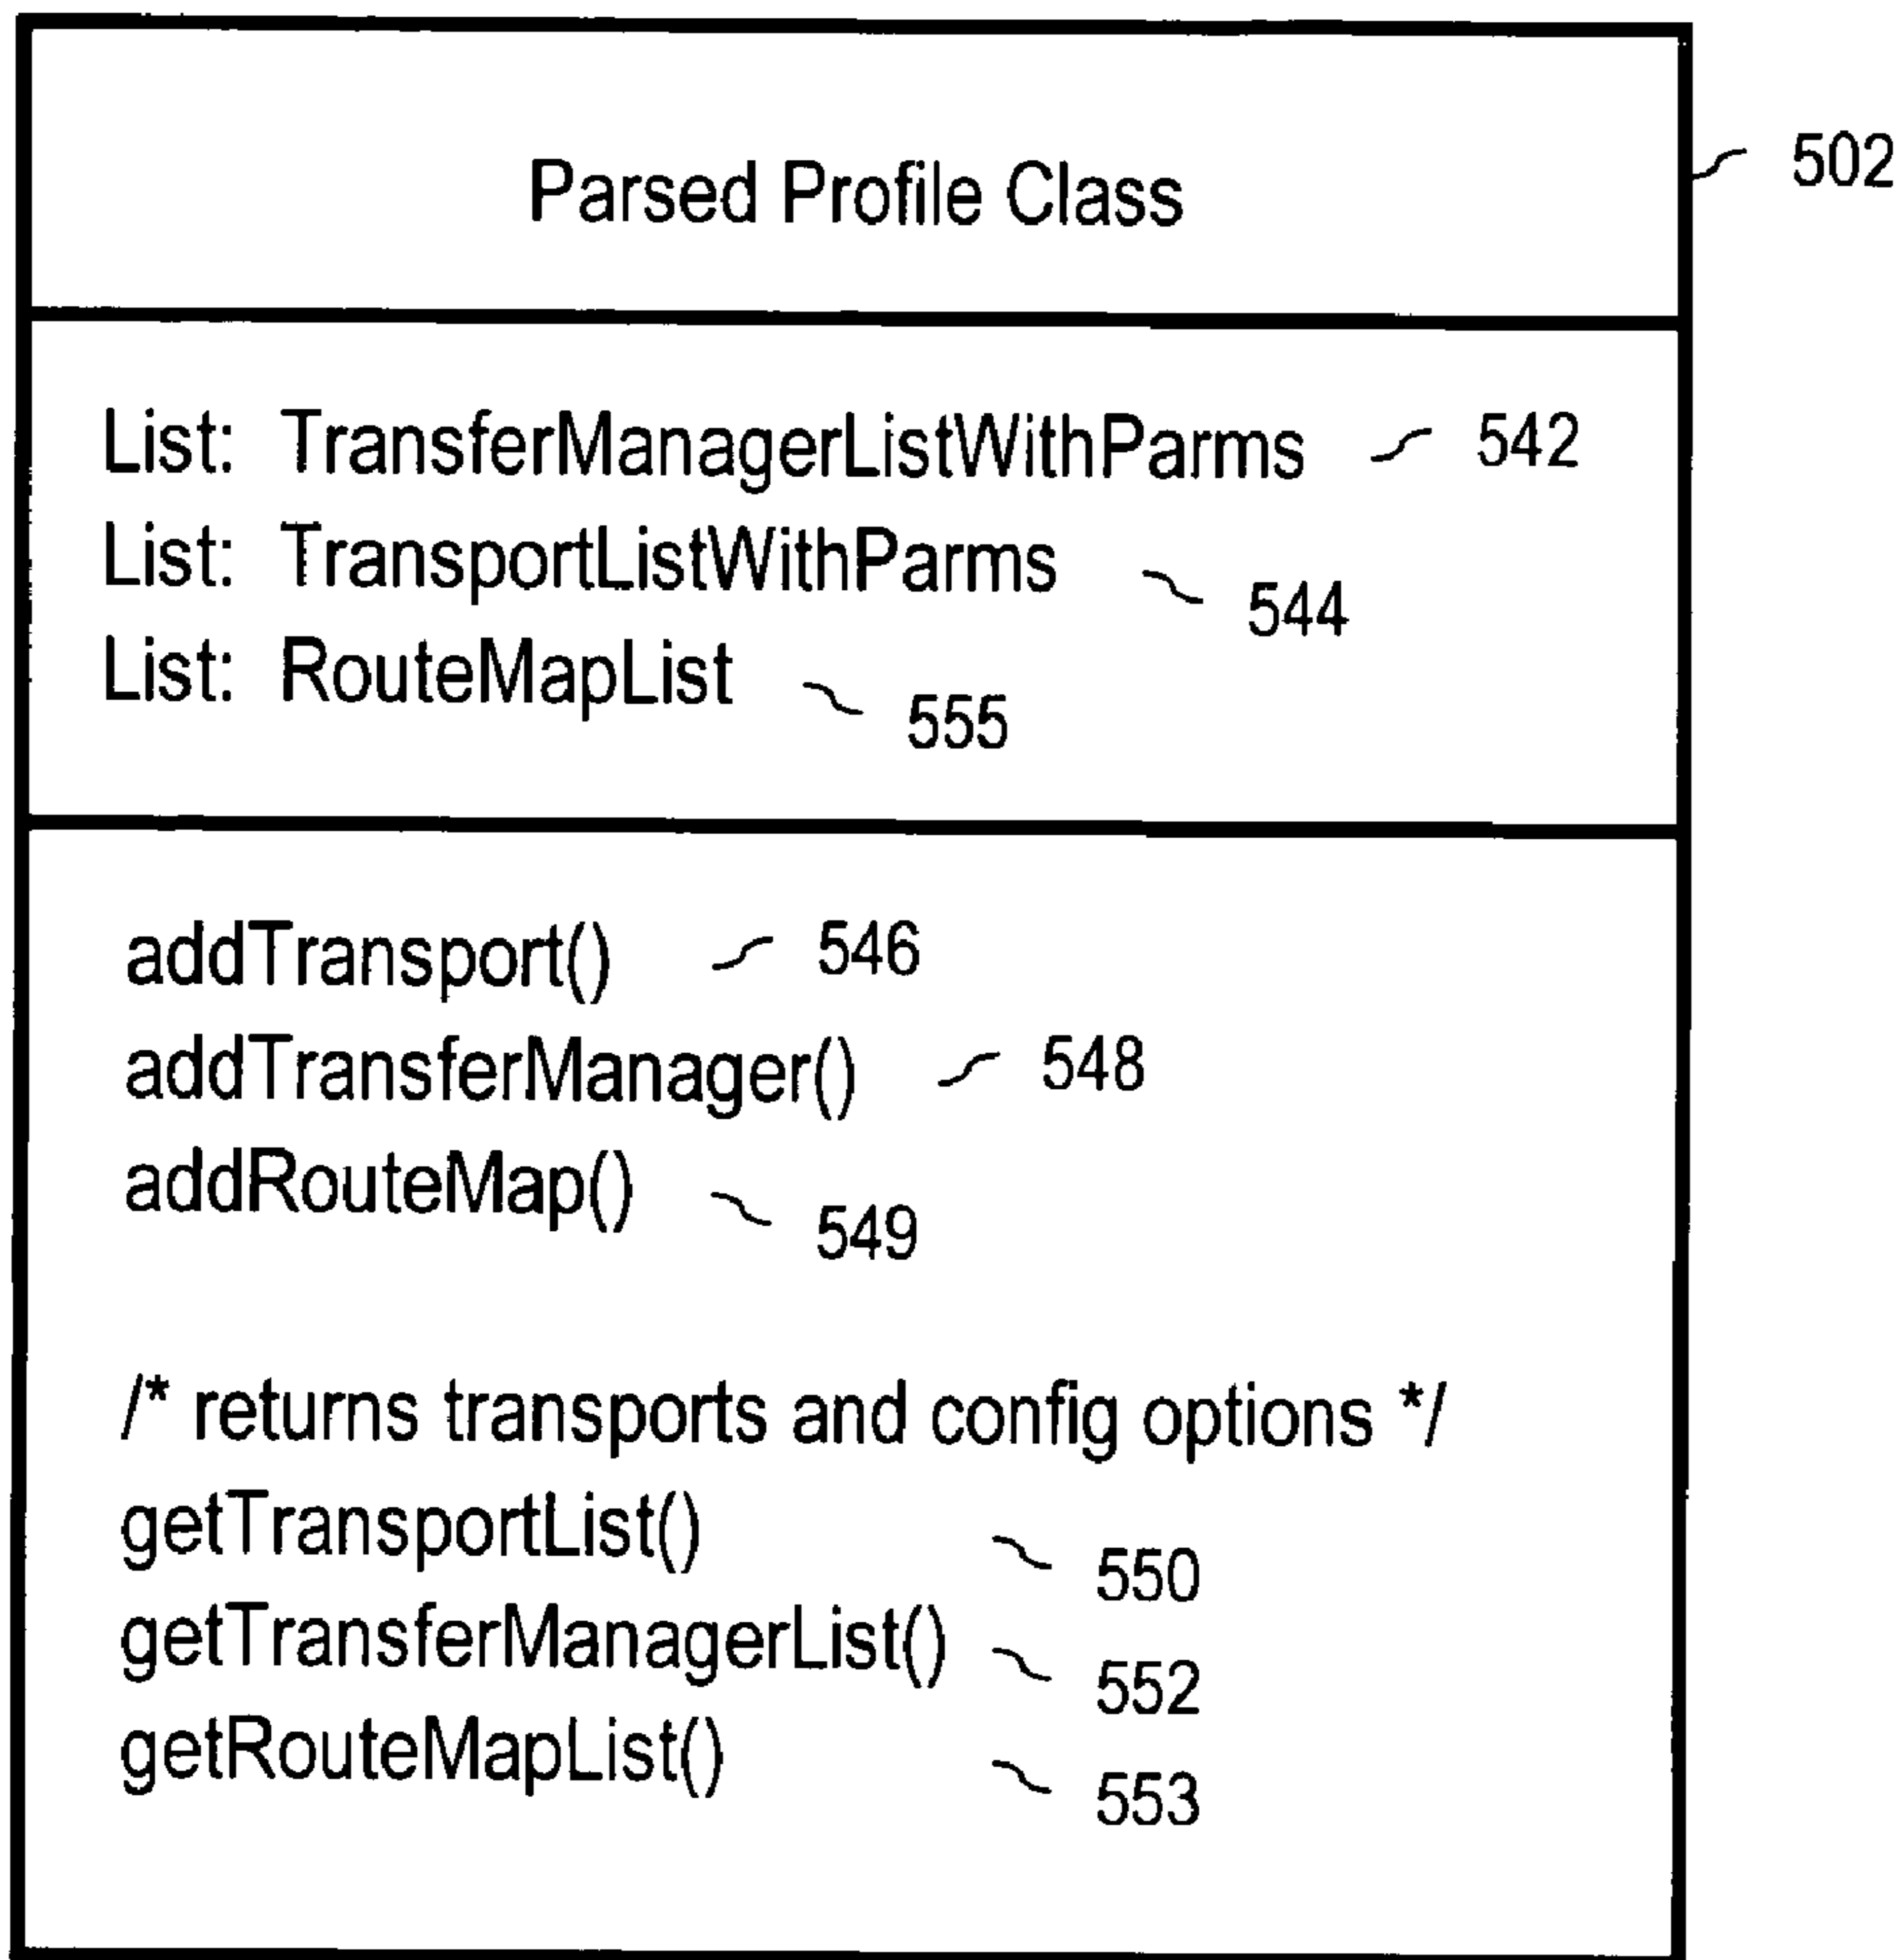 Parsed Profile Class 502
List: TransferManagerListWithParms 542
List: TransportListWithParms 544
List: RouteMapList 555
addTransport() 546
addTransferManager() 548
addRouteMap() 549
/* returns transports and config options */
getTransportList() 550
getTransferManagerList() 552
getRouteMapList() 553